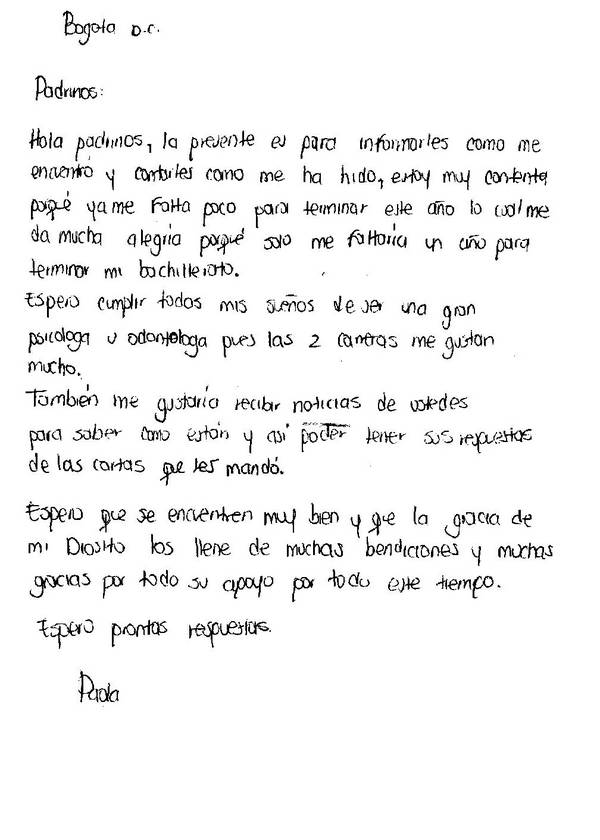 Bogota D.C.
Padrinos:
Hola padrinos, la presente es para informarles como me
encuentró y contarles como me ha hido, estoy muy contenta
porqué ya me falta poco para terminar este año lo cual me
da mucha alegria porqué solo me faltaria un año para
terminar mi bachillerato.
Espero cumplir todos mis sueños de ser una gran
psicologa u odontologa pues las 2 carreras me gustan
mucho.
También me gustaria recibir noticias de ustedes
para saber como están y asi poder tener sus repuestas
de las cartas que les mandó.
Espero que se encuentren muy bien y que la gracia de
mi Diosito los llene de muchas bendiciones y muchas
gracias por todo su apoyo por todo este tiempo.
Espero prontas respuestas.
Paola